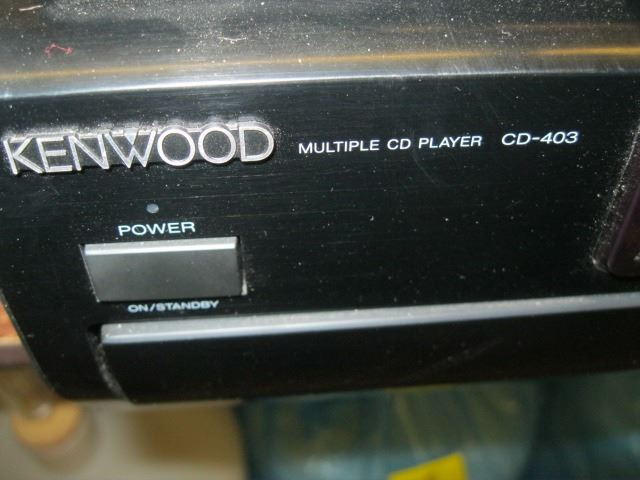 KENWOOD MULTIPLE CD PLAYER CD-403
POWER
ON/STANDBY